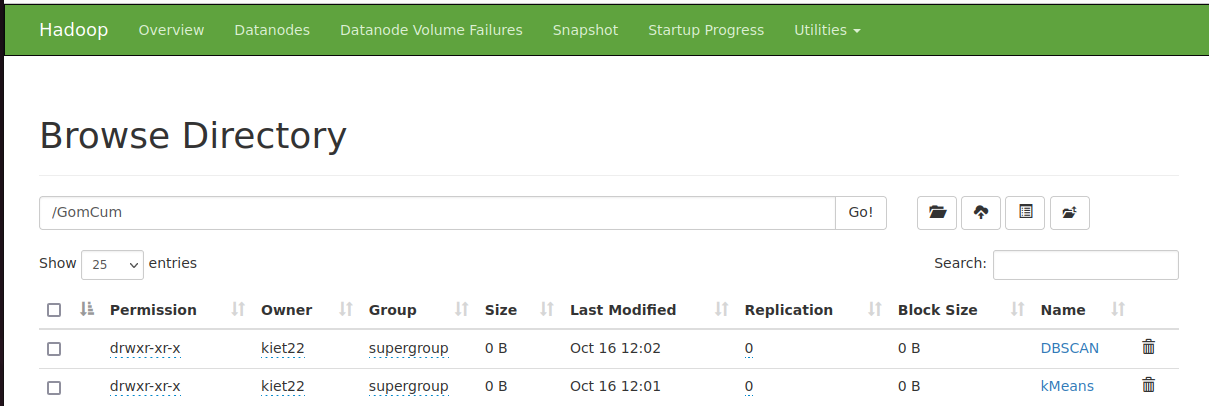 Hadoop Overview Datanodes Datanode Volume Failures Snapshot Startup Progress Utilities
Browse Directory
/GomCum Go!
Show 25 entries Search:
Permission Owner Group Size Last Modified Replication Block Size Name
drwxr-xr-x kiet22 supergroup 0 B Oct 16 12:02 0 0 B DBSCAN
drwxr-xr-x kiet22 supergroup 0 B Oct 16 12:01 0 0 B kMeans